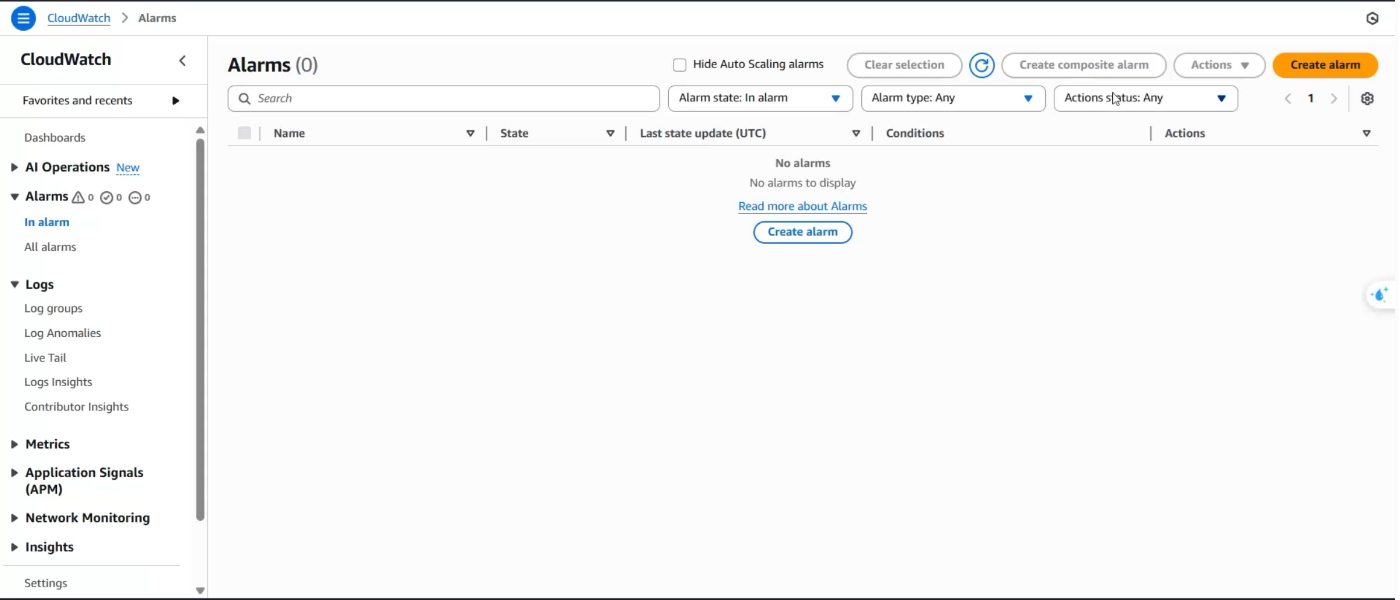 CloudWatch > Alarms
CloudWatch
Favorites and recents
Dashboards
AI Operations New
Alarms 0 0 0
In alarm
All alarms
Logs
Log groups
Log Anomalies
Live Tail
Logs Insights
Contributor Insights
Metrics
Application Signals
(APM)
Network Monitoring
Insights
Settings
Alarms (0)
Hide Auto Scaling alarms
Clear selection
Create composite alarm
Actions
Create alarm
Search
Alarm state: In alarm
Alarm type: Any
Actions status: Any
1
Name
State
Last state update (UTC)
Conditions
Actions
No alarms
No alarms to display
Read more about Alarms
Create alarm